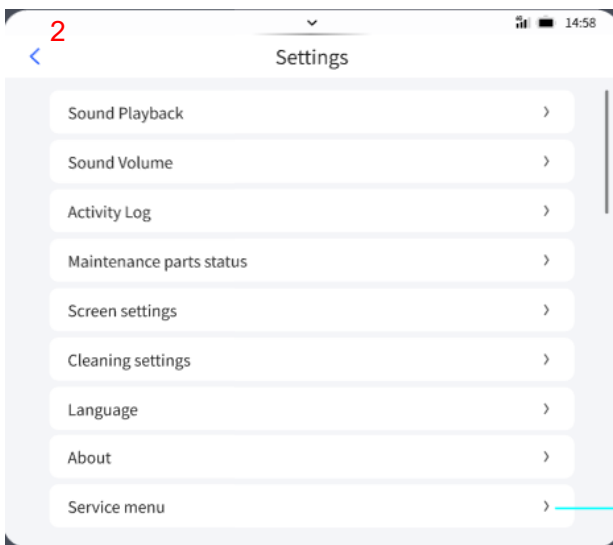 2
4G 14:58
Settings
Sound Playback
Sound Volume
Activity Log
Maintenance parts status
Screen settings
Cleaning settings
Language
About
Service menu